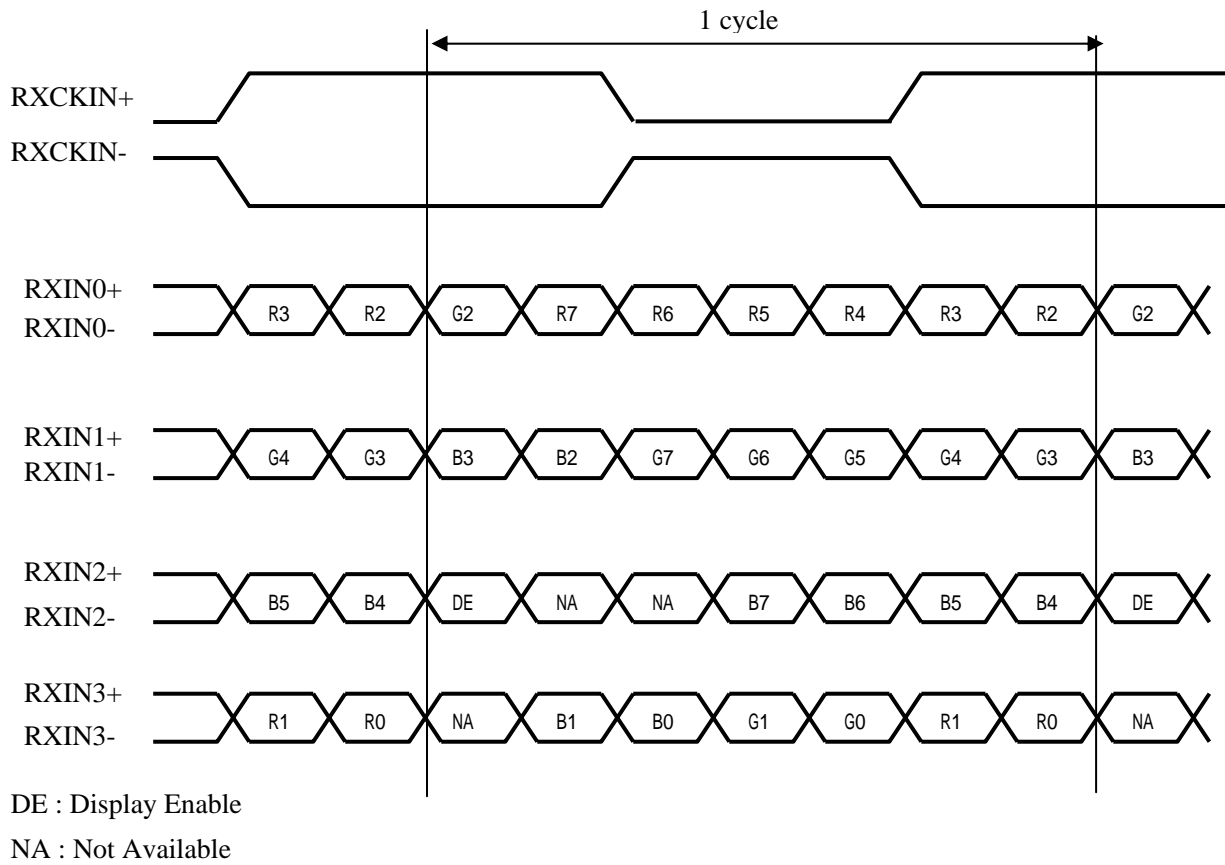 1 cycle
RXCKIN+
RXCKIN-
RXIN0+
RXIN0-
R3 R2 G2 R7 R6 R5 R4 R3 R2 G2
RXIN1+
RXIN1-
G4 G3 B3 B2 G7 G6 G5 G4 G3 B3
RXIN2+
RXIN2-
B5 B4 DE NA NA B7 B6 B5 B4 DE
RXIN3+
RXIN3-
R1 R0 NA B1 B0 G1 G0 R1 R0 NA
DE : Display Enable
NA : Not Available